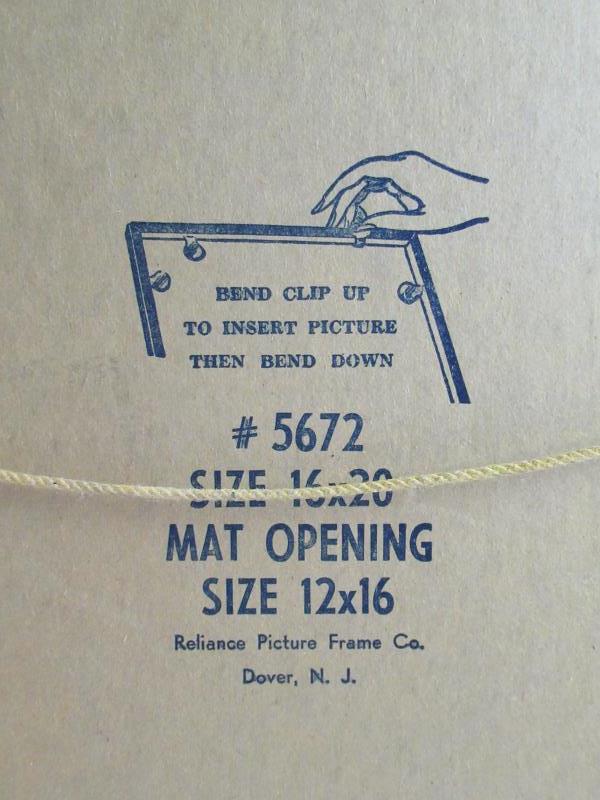 BEND CLIP UP
TO INSERT PICTURE
THEN BEND DOWN
# 5672
SIZE 16x20
MAT OPENING
SIZE 12x16
Reliance Picture Frame Co.
Dover, N. J.